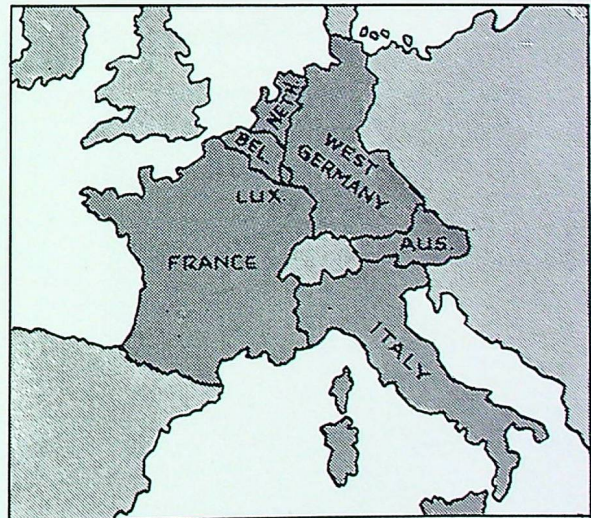 NETH.
BEL.
WEST
GERMANY
LUX.
AUS.
FRANCE
ITALY